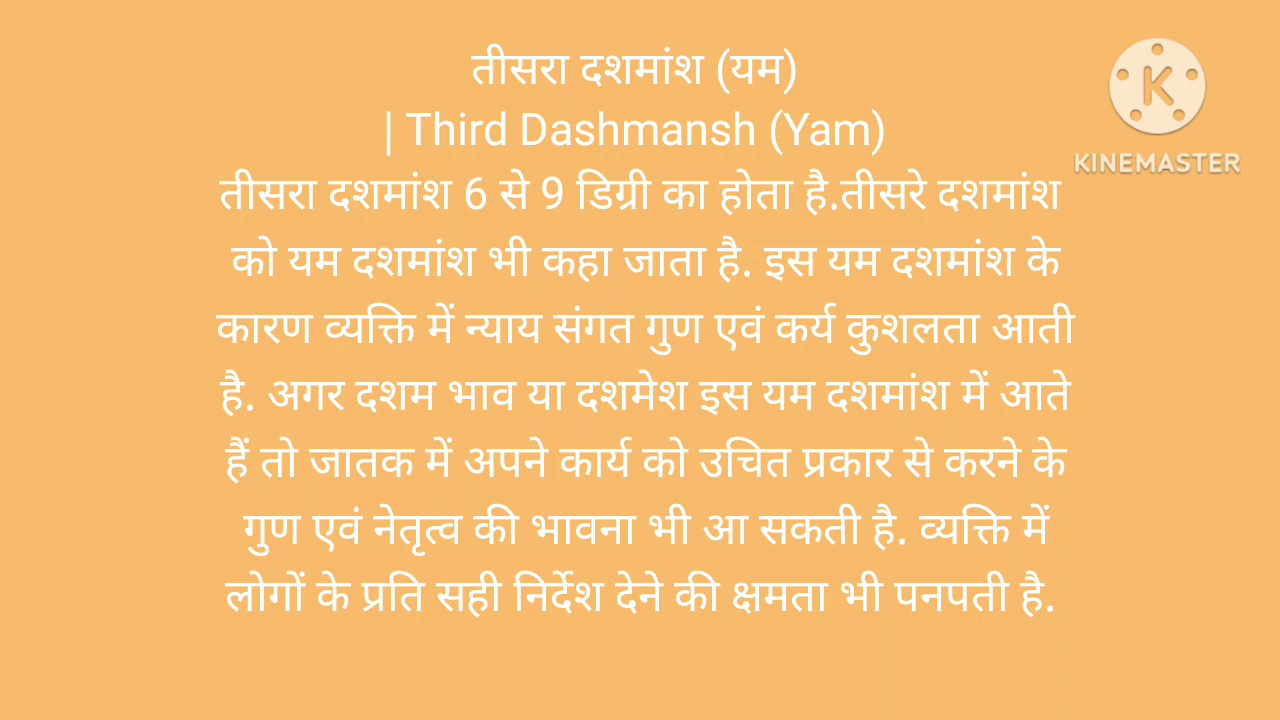 तीसरा दशमांश (यम)
| Third Dashmansh (Yam)
तीसरा दशमांश 6 से 9 डिग्री का होता है.तीसरे दशमांश
को यम दशमांश भी कहा जाता है. इस यम दशमांश के
कारण व्यक्ति में न्याय संगत गुण एवं कर्य कुशलता आती
है. अगर दशम भाव या दशमेश इस यम दशमांश में आते
हैं तो जातक में अपने कार्य को उचित प्रकार से करने के
गुण एवं नेतृत्व की भावना भी आ सकती है. व्यक्ति में
लोगों के प्रति सही निर्देश देने की क्षमता भी पनपती है.
K
KINEMASTER